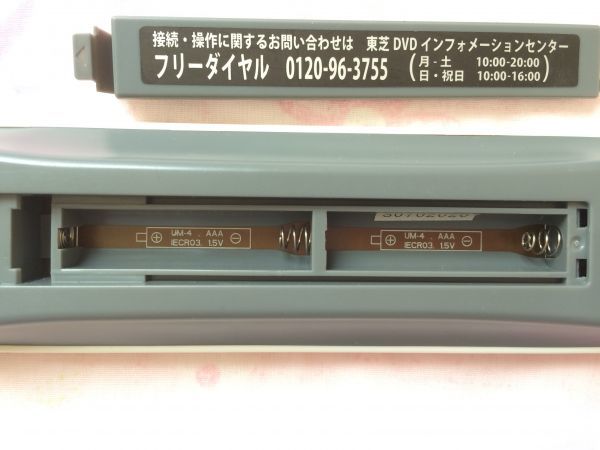 接続・操作に関するお問い合わせは 東芝 DVD インフォメーションセンター
フリーダイヤル 0120-96-3755 (月 - 土 10:00-20:00
日・祝日 10:00-16:00)
UM-4 . AAA
IECR03. 1.5V
UM-4 . AAA
IECR03. 1.5V